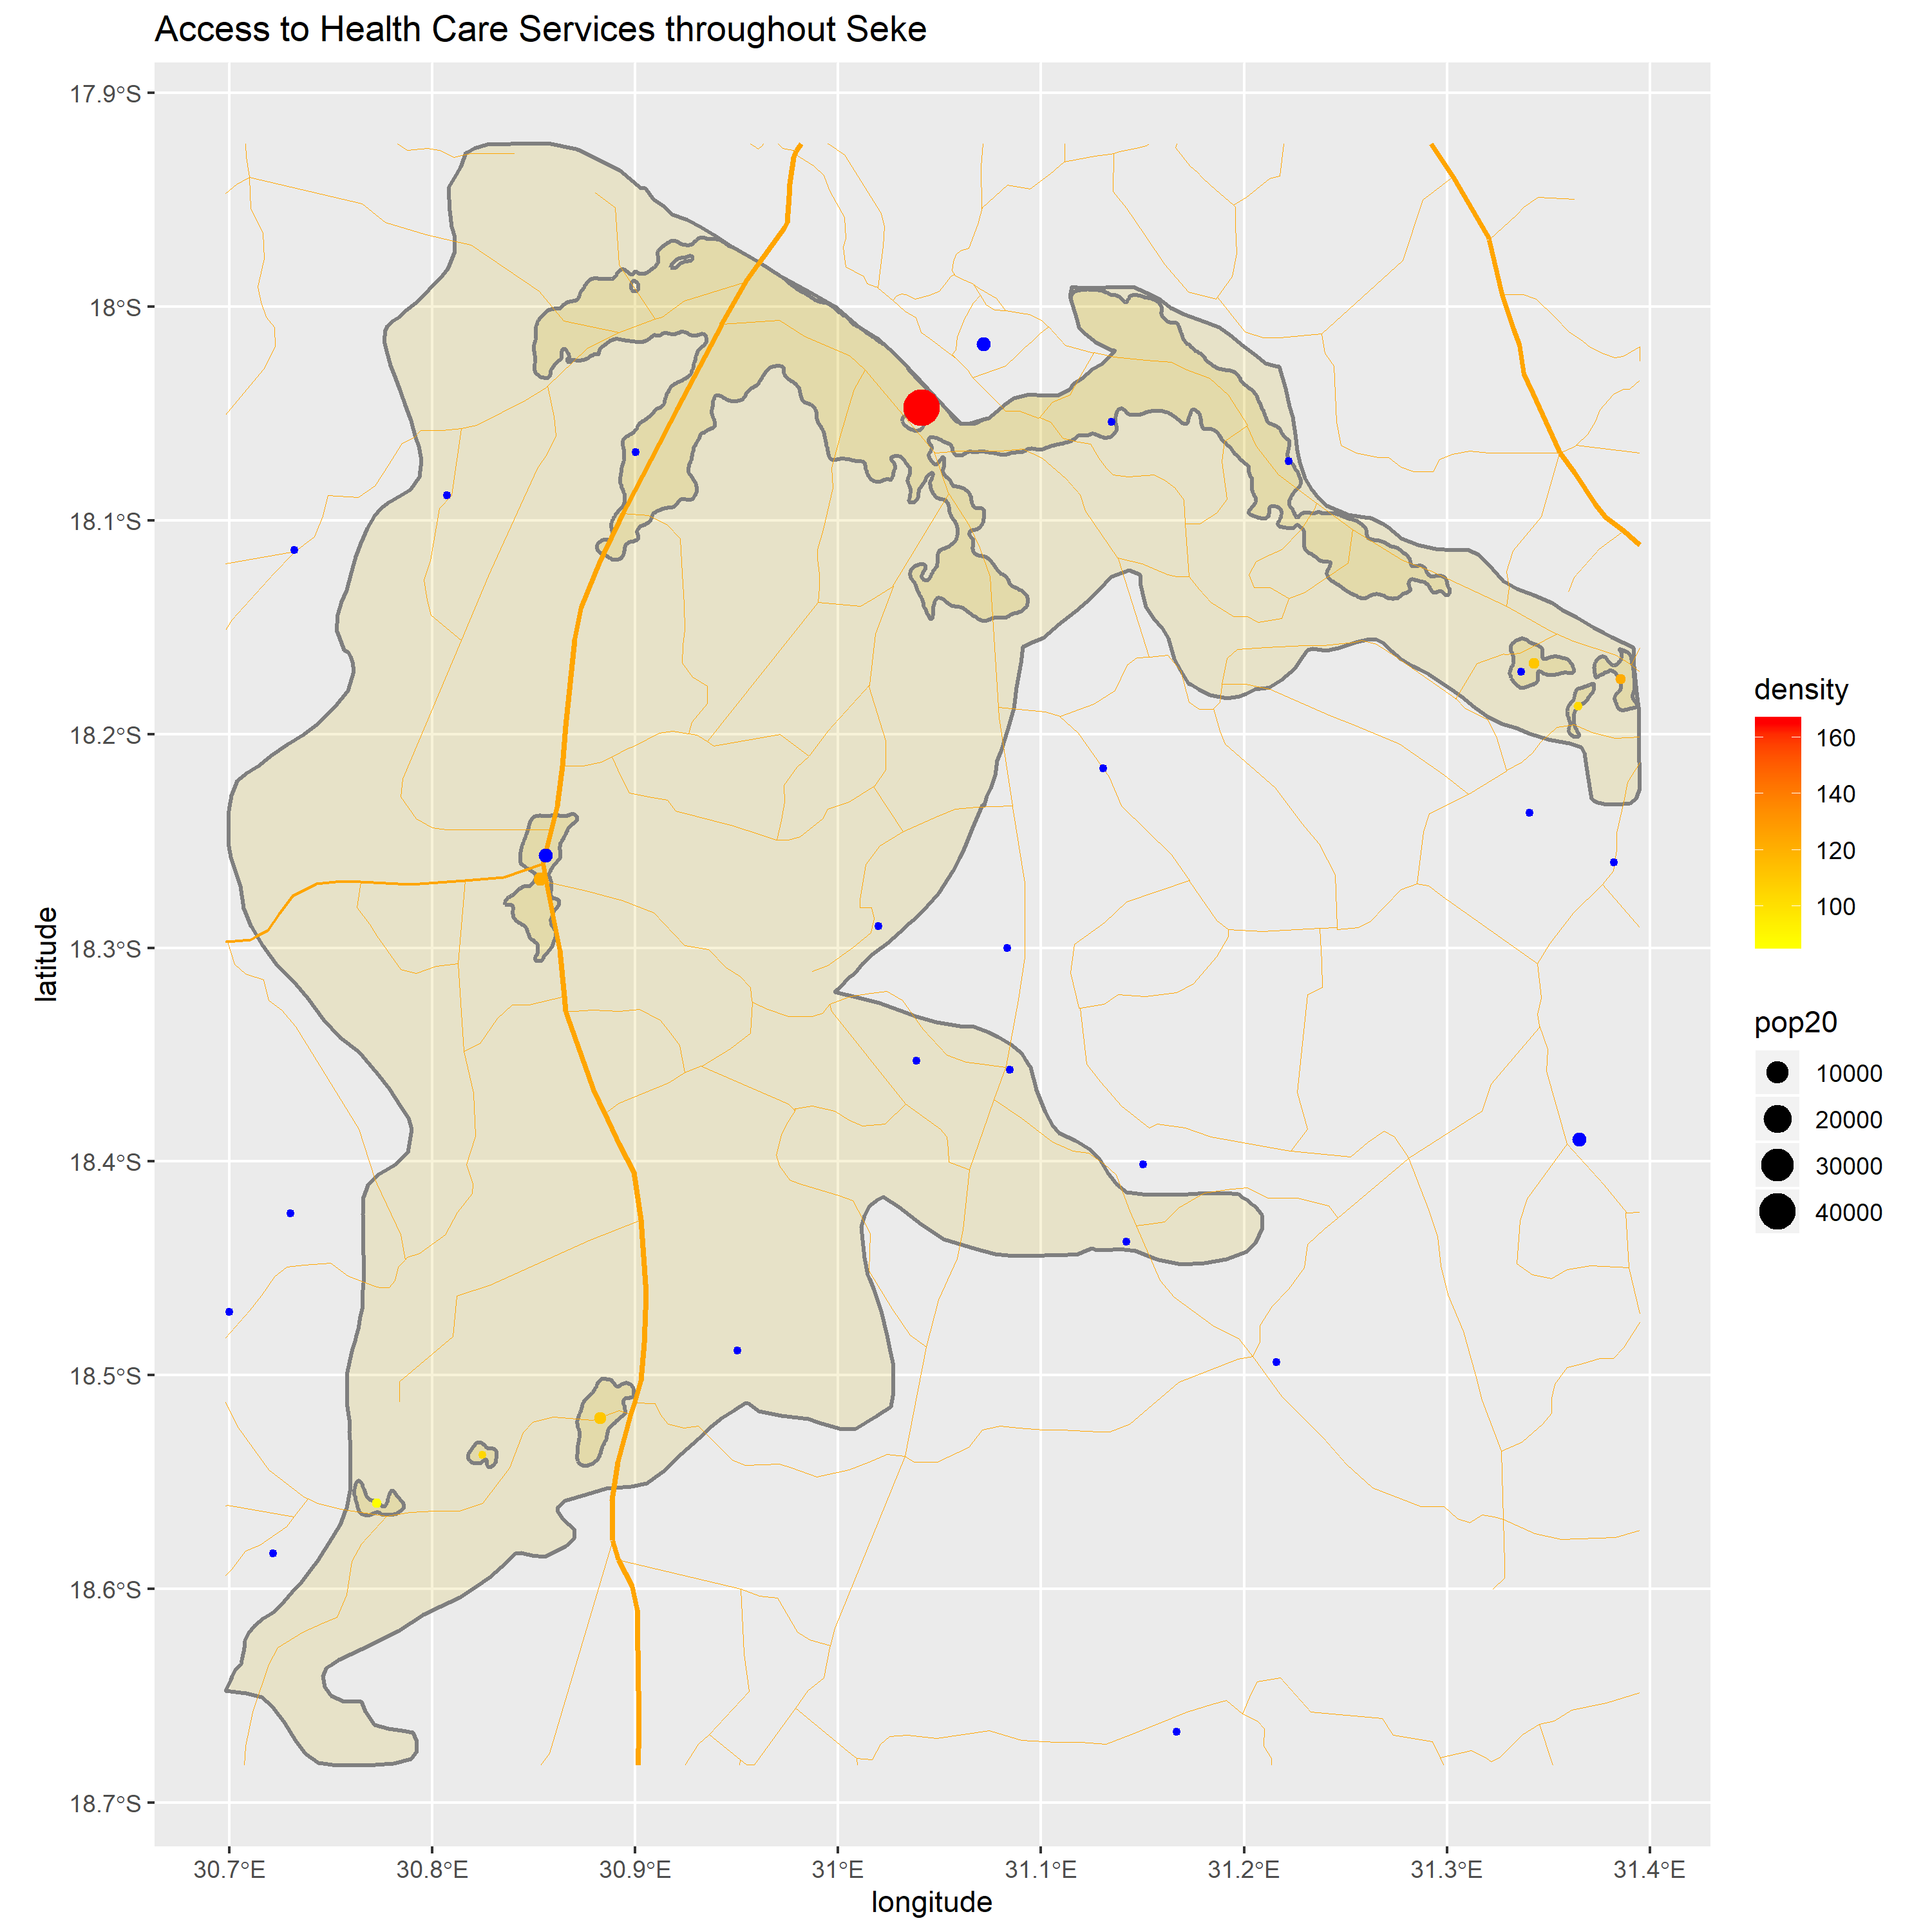 Access to Health Care Services throughout Seke
17.9°S
18°S
18.1°S
18.2°S
18.3°S
18.4°S
18.5°S
18.6°S
18.7°S
latitude
30.7°E
30.8°E
30.9°E
31°E
31.1°E
31.2°E
31.3°E
31.4°E
longitude
density
160
140
120
100
pop20
10000
20000
30000
40000